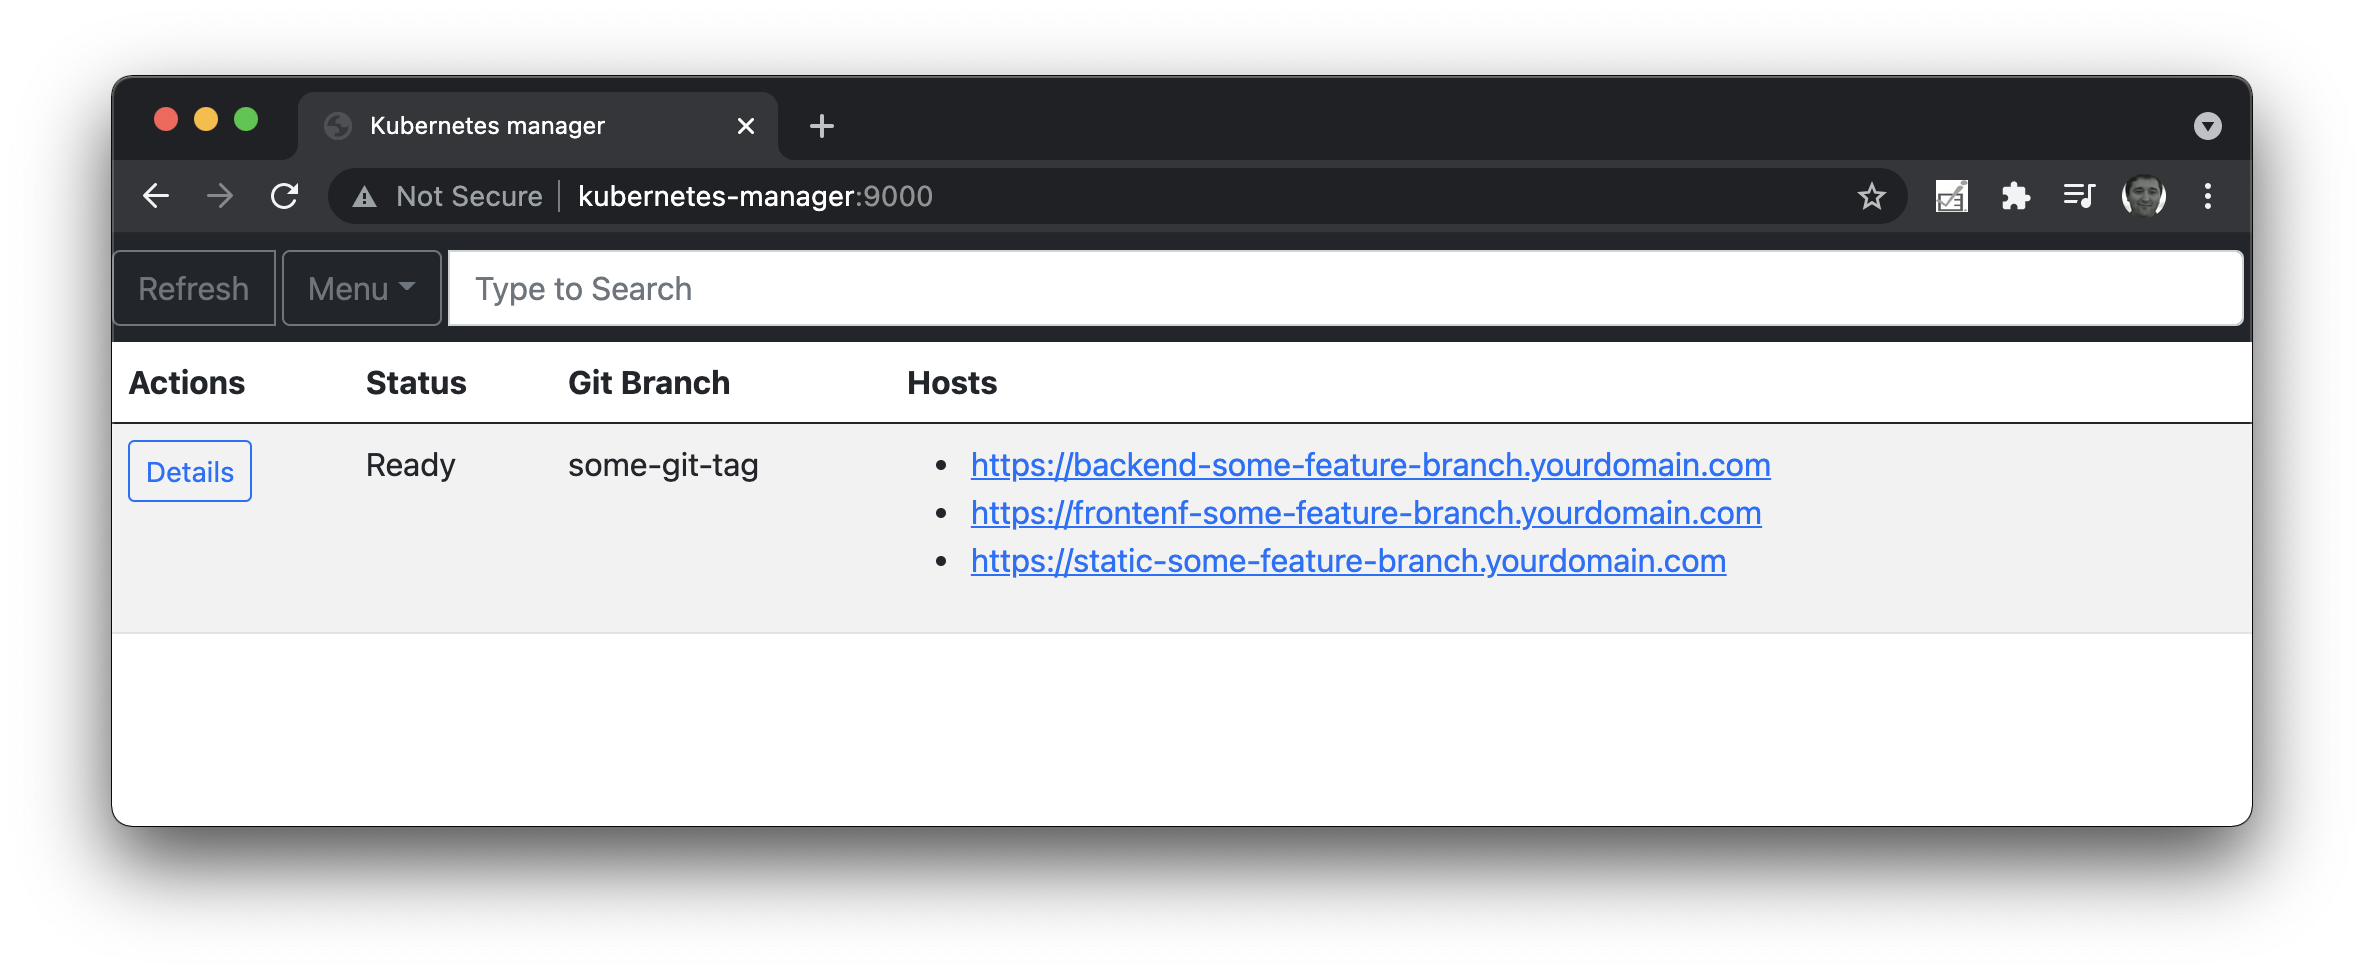 Kubernetes manager
Not Secure kubernetes-manager:9000
Refresh Menu Type to Search
Actions Status Git Branch Hosts
Details Ready some-git-tag https://backend-some-feature-branch.yourdomain.com
https://frontenf-some-feature-branch.yourdomain.com
https://static-some-feature-branch.yourdomain.com